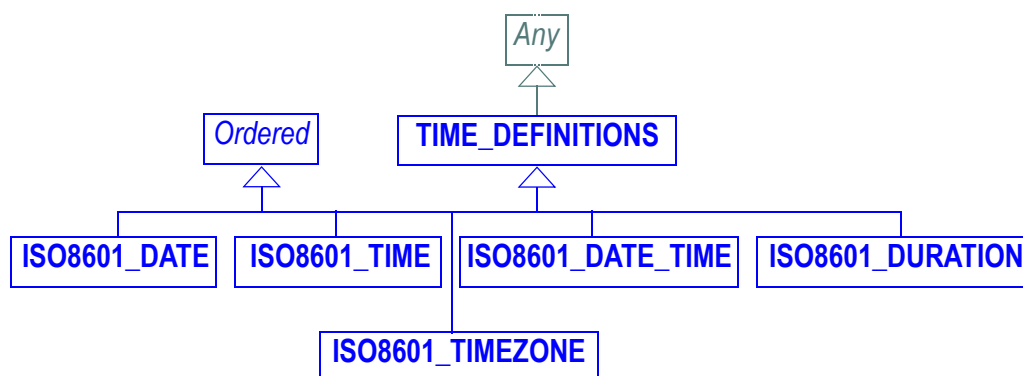 Any
Ordered
TIME_DEFINITIONS
ISO8601_DATE
ISO8601_TIME
ISO8601_DATE_TIME
ISO8601_DURATION
ISO8601_TIMEZONE